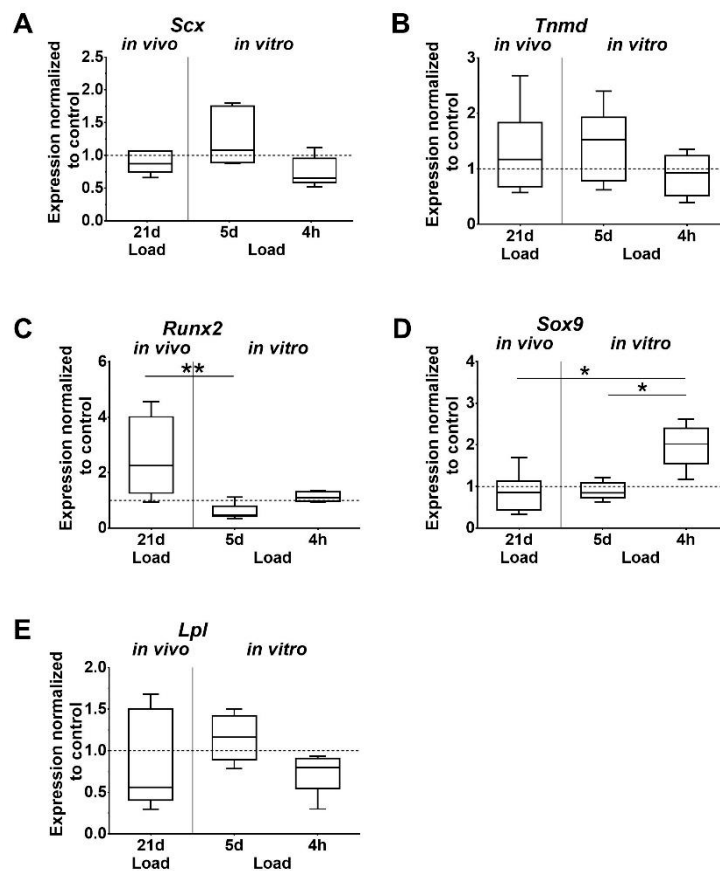 A
Scx
in vivo
in vitro
Expression normalized
to control
2.5
2.0
1.5
1.0
0.5
0.0
21d
5d
4h
Load
Load
B
Tnmd
in vivo
in vitro
Expression normalized
to control
3
2
1
0
21d
5d
4h
Load
Load
C
Runx2
in vivo
in vitro
**
Expression normalized
to control
6
4
2
0
21d
5d
4h
Load
Load
D
Sox9
in vivo
in vitro
*
*
Expression normalized
to control
4
3
2
1
0
21d
5d
4h
Load
Load
E
Lpl
in vivo
in vitro
Expression normalized
to control
2.0
1.5
1.0
0.5
0.0
21d
5d
4h
Load
Load